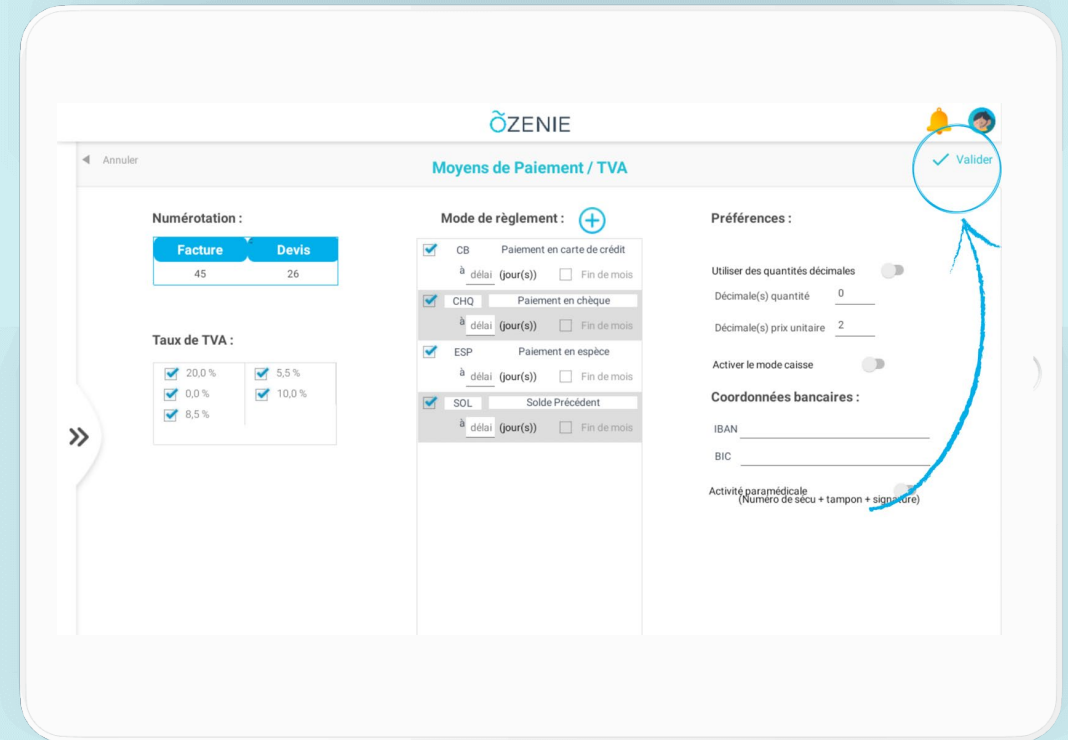 ÕZENIE
Annuler
Moyens de Paiement / TVA
Valider
Numérotation :
Facture Devis
45 26
Taux de TVA :
20,0 % 5,5 %
0,0 % 10,0 %
8,5 %
Mode de règlement :
CB Paiement en carte de crédit
à délai (jour(s)) Fin de mois
CHQ Paiement en chèque
à délai (jour(s)) Fin de mois
ESP Paiement en espèce
à délai (jour(s)) Fin de mois
SOL Solde Précédent
à délai (jour(s)) Fin de mois
Préférences :
Utiliser des quantités décimales
Décimale(s) quantité 0
Décimale(s) prix unitaire 2
Activer le mode caisse
Coordonnées bancaires :
IBAN
BIC
Activité paramédicale
(Numéro de sécu + tampon + signature)